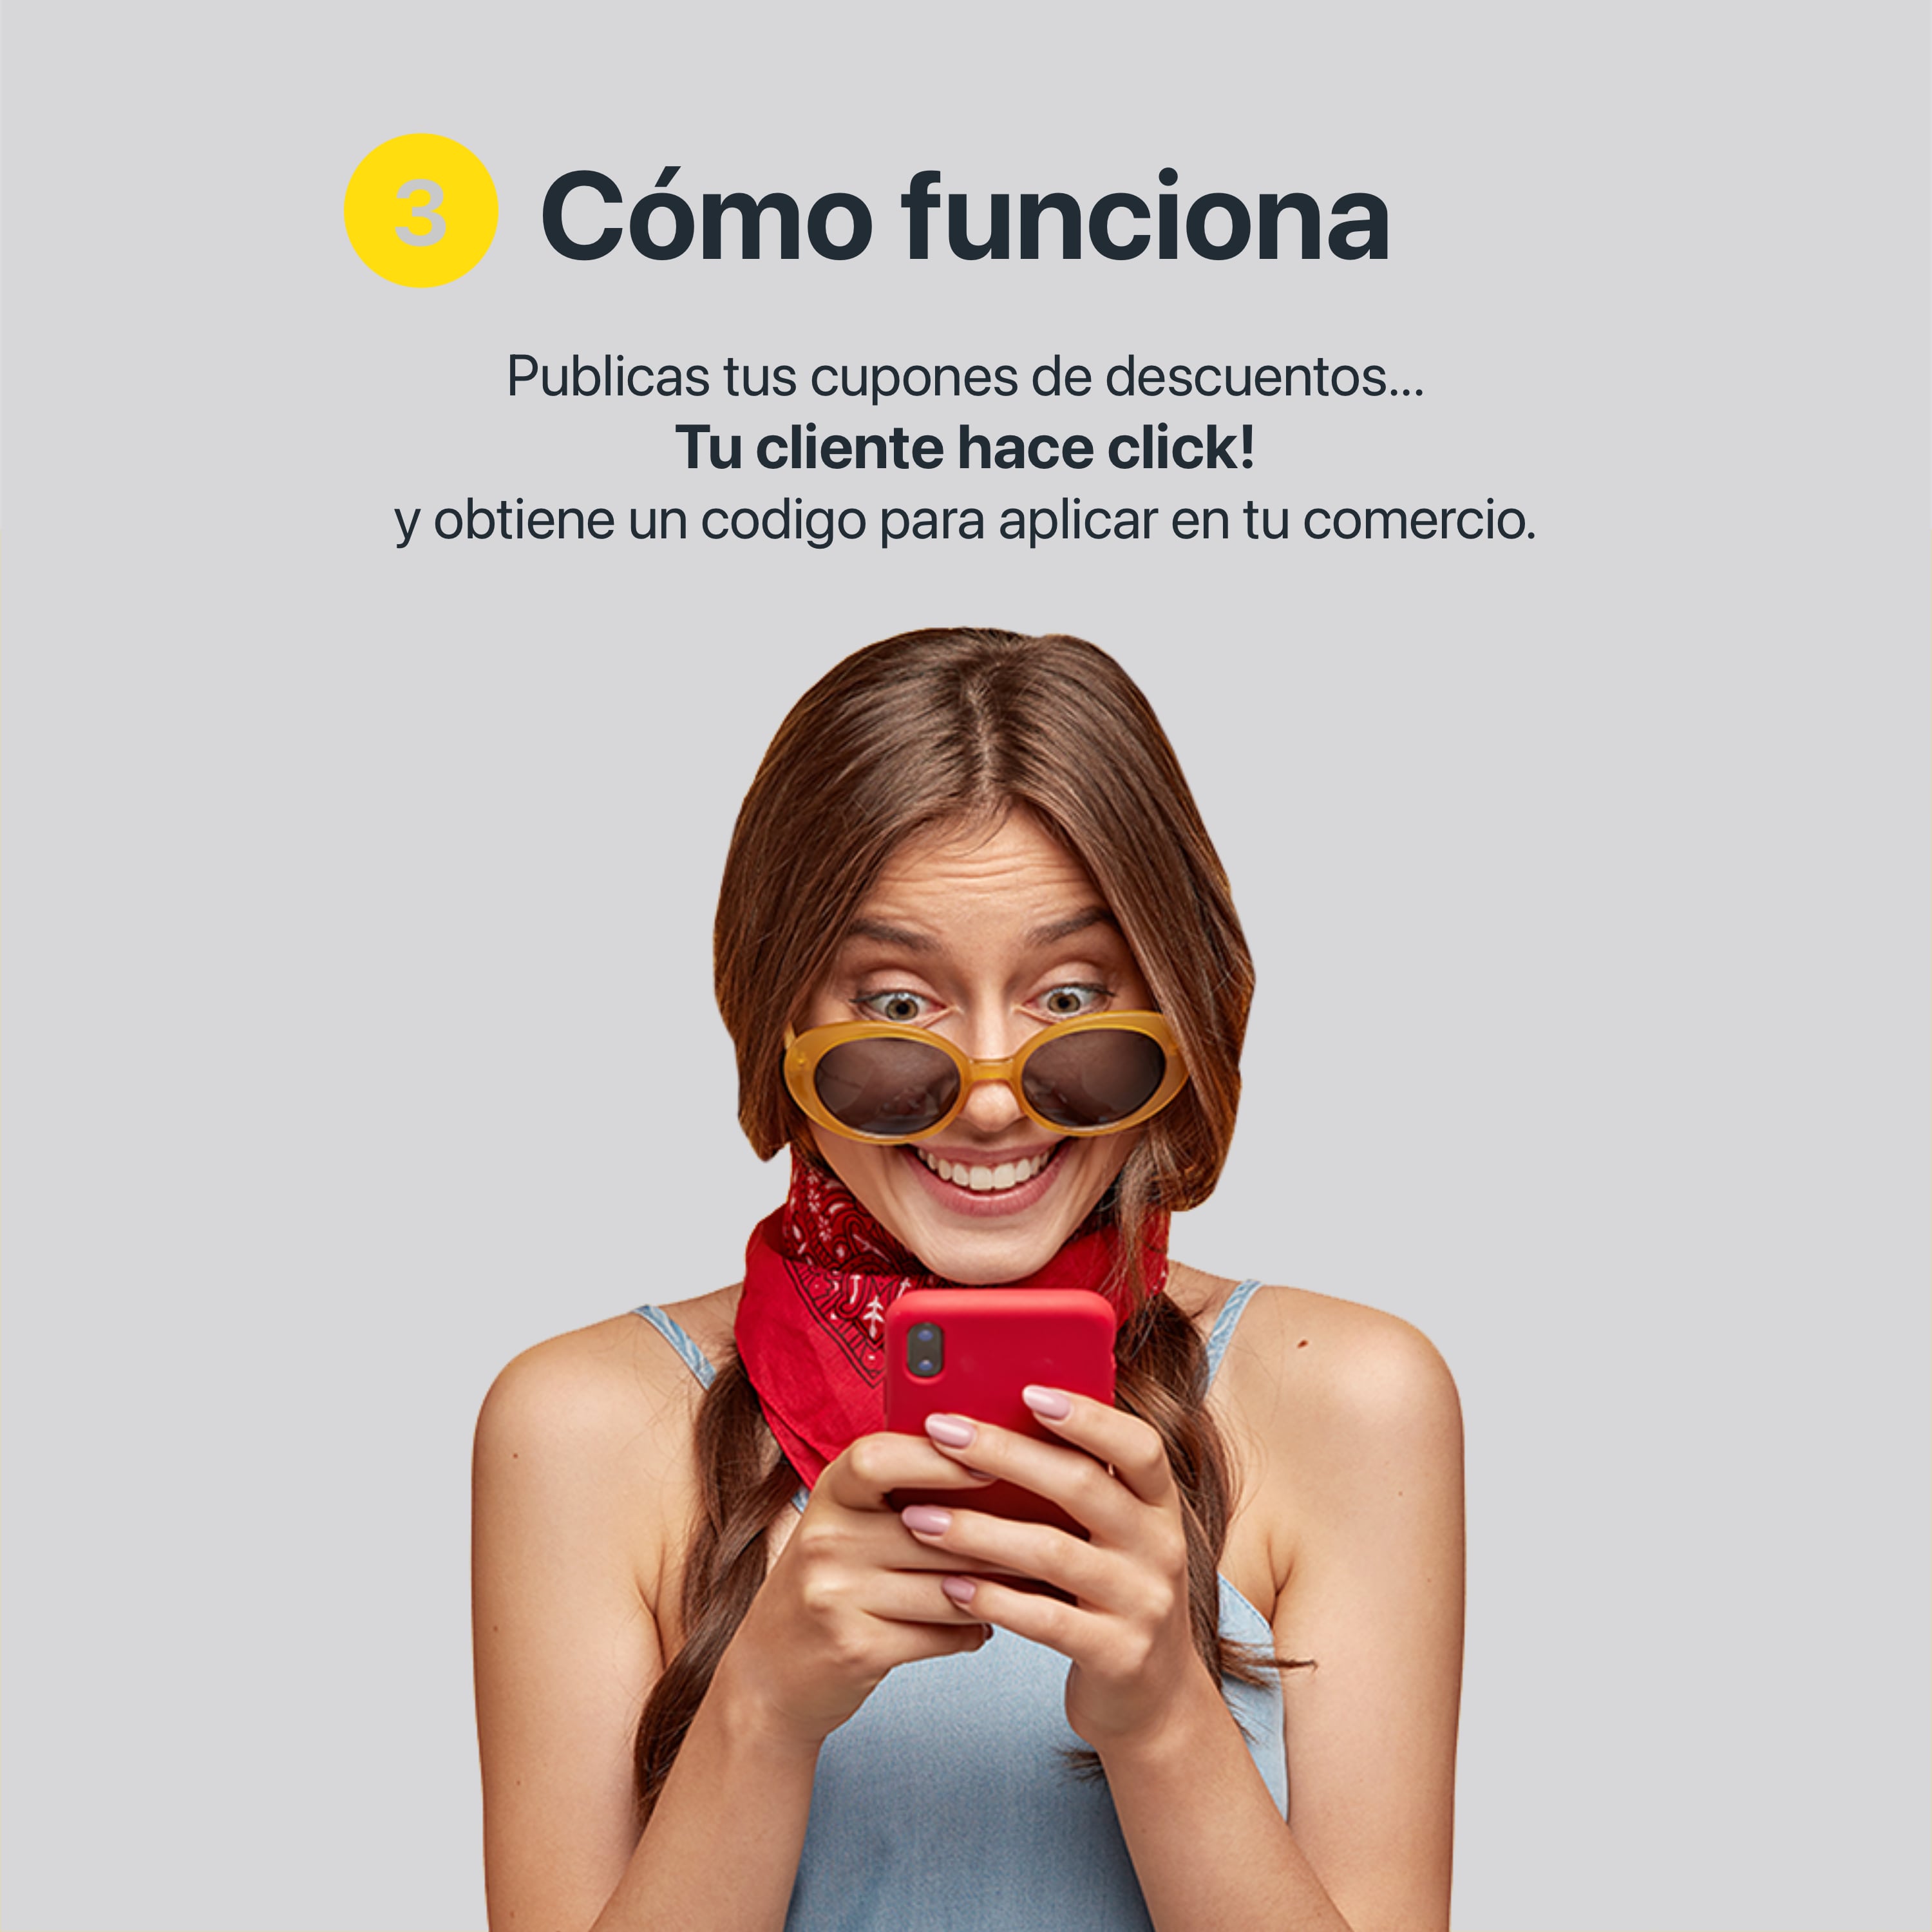 3 Cómo funciona
Publicas tus cupones de descuentos...
Tu cliente hace click!
y obtiene un codigo para aplicar en tu comercio.